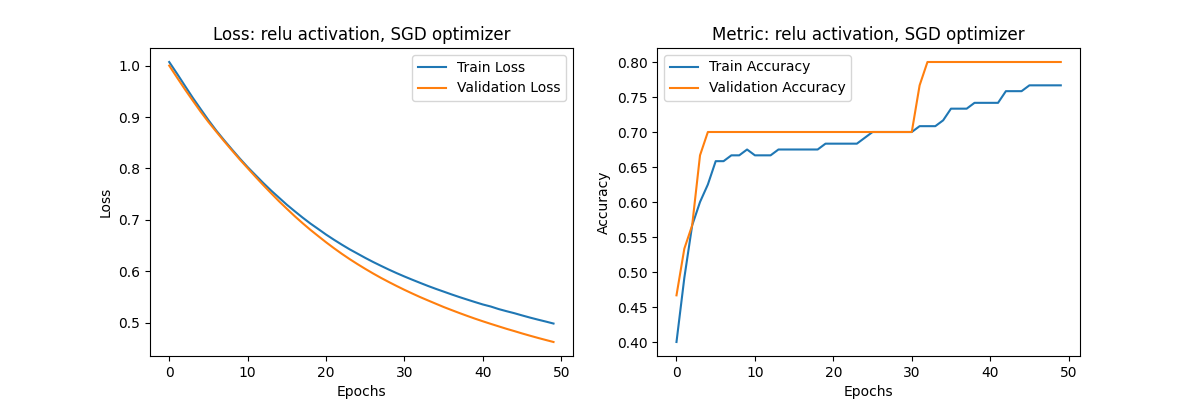 Loss: relu activation, SGD optimizer
Train Loss
Validation Loss
1.0
0.9
0.8
0.7
0.6
0.5
Loss
0 10 20 30 40 50
Epochs
Metric: relu activation, SGD optimizer
Train Accuracy
Validation Accuracy
0.80
0.75
0.70
0.65
0.60
0.55
0.50
0.45
0.40
Accuracy
0 10 20 30 40 50
Epochs